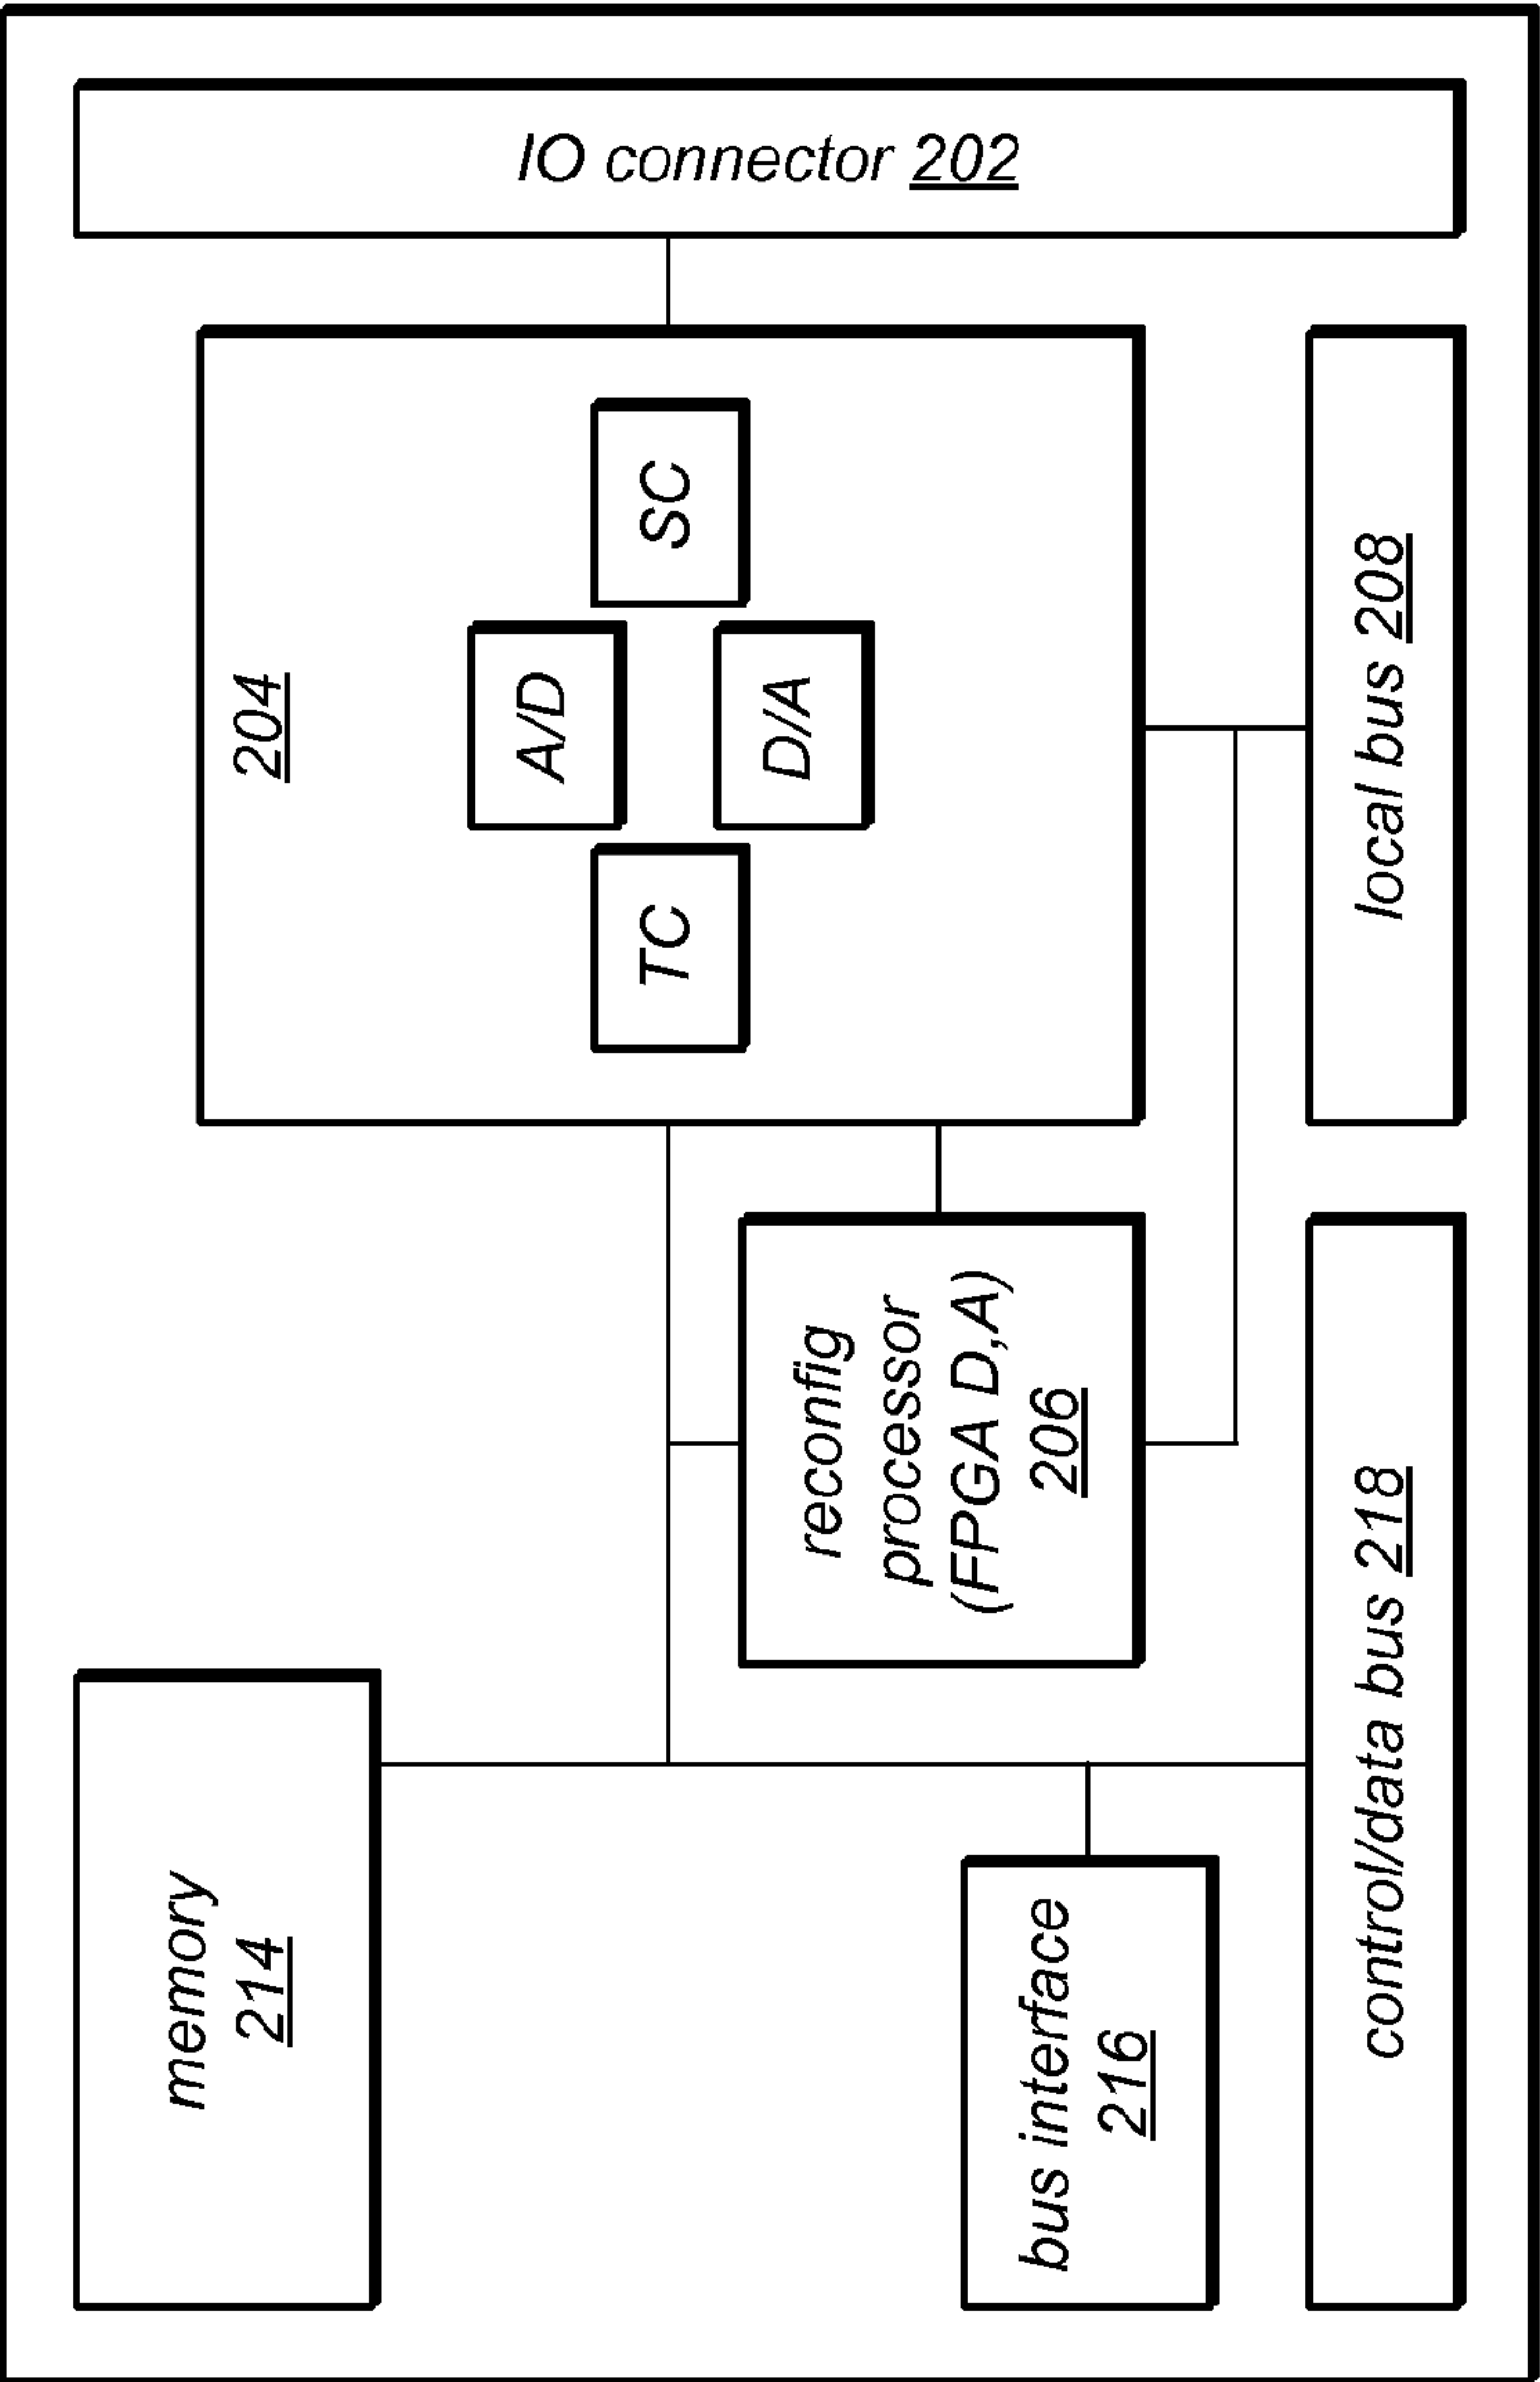 IO connector 202
204
SC
A/D
D/A
TC
local bus 208
reconfig
processor
(FPGA D,A)
206
memory
214
bus interface
216
control/data bus 218